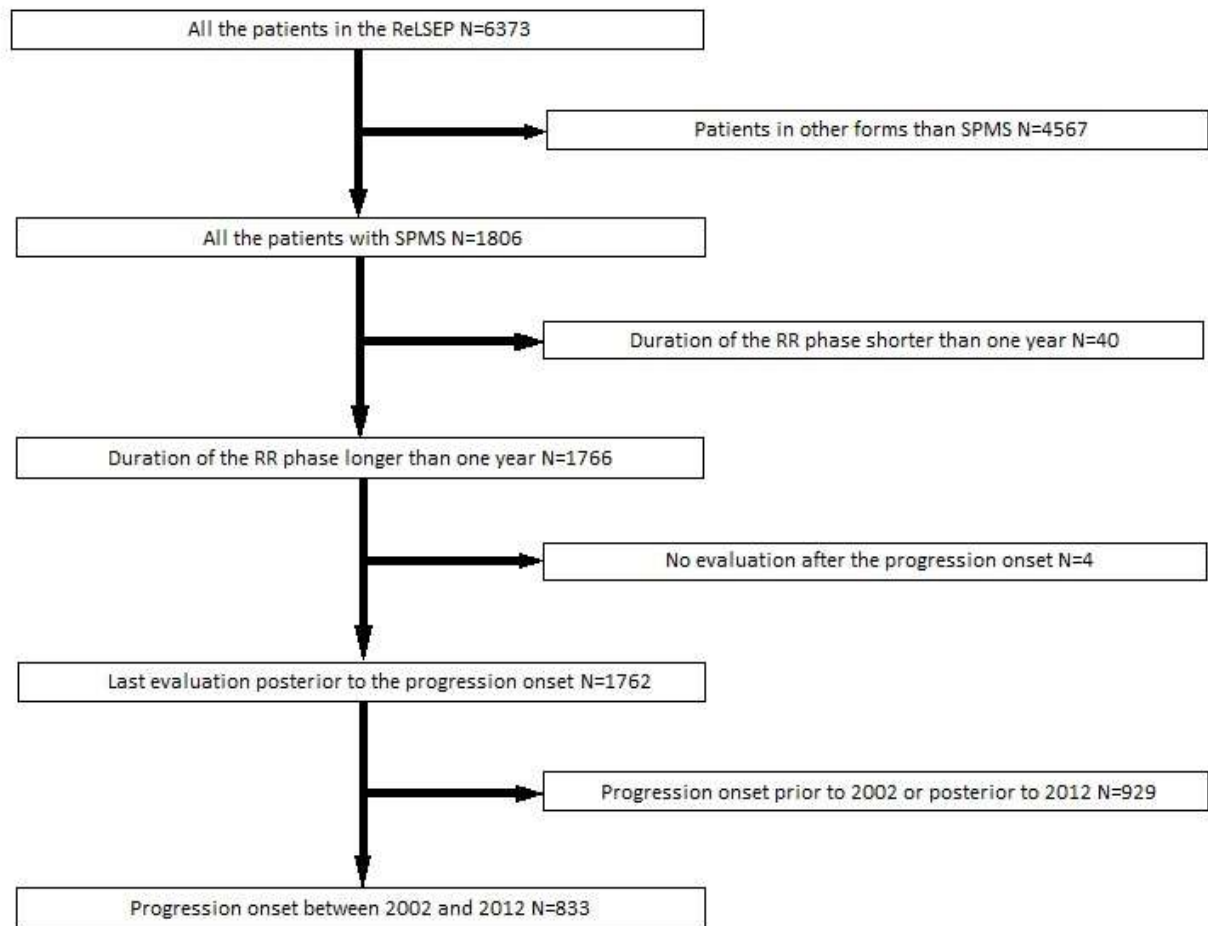 All the patients in the ReLSEP N=6373
Patients in other forms than SPMS N=4567
All the patients with SPMS N=1806
Duration of the RR phase shorter than one year N=40
Duration of the RR phase longer than one year N=1766
No evaluation after the progression onset N=4
Last evaluation posterior to the progression onset N=1762
Progression onset prior to 2002 or posterior to 2012 N=929
Progression onset between 2002 and 2012 N=833